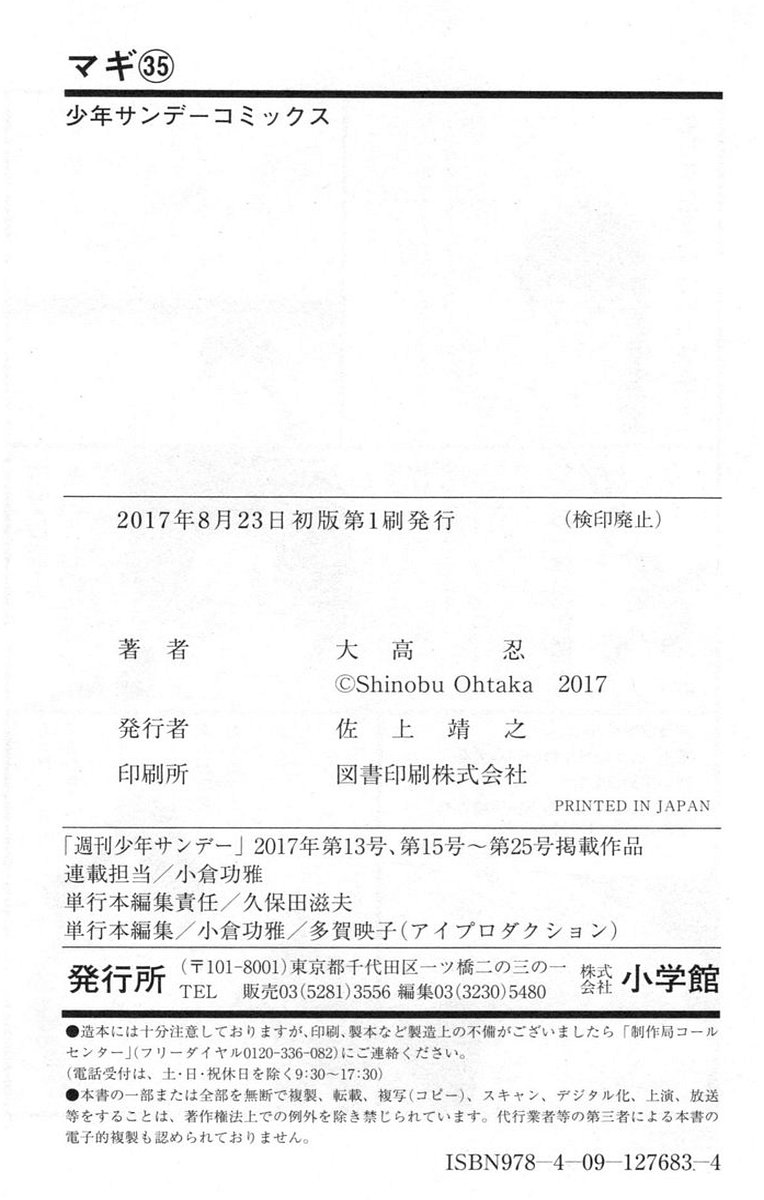 マギ㉟
少年サンデーコミックス
2017年8月23日初版第1刷発行 (検印廃止)
著者 大高忍
©Shinobu Ohtaka 2017
発行者 佐上靖之
印刷所 図書印刷株式会社
PRINTED IN JAPAN
「週刊少年サンデー」2017年第13号、第15号〜第25号掲載作品
連載担当/小倉功雅
単行本編集責任/久保田滋夫
単行本編集/小倉功雅/多賀映子(アイプロダクション)
発行所 (〒101-8001)東京都千代田区一ツ橋二の三の一 株式会社 小学館
TEL 販売03(5281)3556 編集03(3230)5480
●造本には十分注意しておりますが、印刷、製本など製造上の不備がございましたら「制作局コール
センター」(フリーダイヤル0120-336-082)にご連絡ください。
(電話受付は、土・日・祝休日を除く9:30〜17:30)
●本書の一部または全部を無断で複製、転載、複写(コピー)、スキャン、デジタル化、上演、放送
等をすることは、著作権法上での例外を除き禁じられています。代行業者等の第三者による本書の
電子的複製も認められておりません。
ISBN978-4-09-127683-4